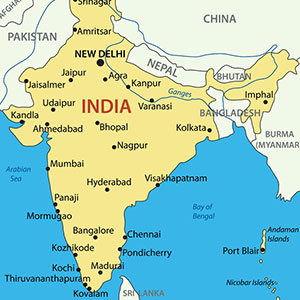 AFGHANISTAN
Srinagar
CHINA
Amritsar
PAKISTAN
NEW DELHI
NEPAL
BHUTAN
Jaipur
Agra
Kanpur
Ganges
Jaisalmer
Imphal
Udaipur
INDIA
Varanasi
BANGLADESH
Kandla
Ahmedabad
Bhopal
Kolkata
BURMA
(MYANMAR)
Nagpur
Mumbai
Arabian
Sea
Hyderabad
Visakhapatnam
Panaji
Mormugao
Bay of
Bengal
Bangalore
Chennai
Andaman
Islands
Kozhikode
Pondicherry
Port Blair
Kochi
Madurai
Thiruvananthapuram
Nicobar Islands
Kovalam
SRI LANKA